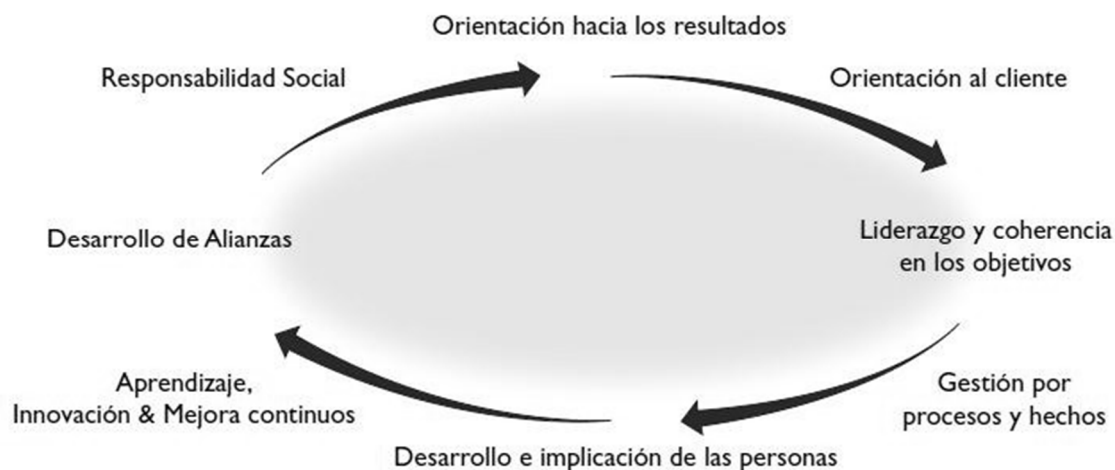 Orientación hacia los resultados
Responsabilidad Social
Orientación al cliente
Desarrollo de Alianzas
Liderazgo y coherencia
en los objetivos
Aprendizaje,
Innovación & Mejora continuos
Gestión por
procesos y hechos
Desarrollo e implicación de las personas